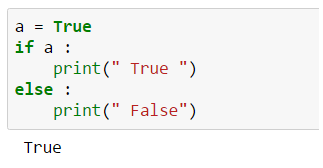 a = True
if a :
    print(" True ")
else :
    print(" False")
 True